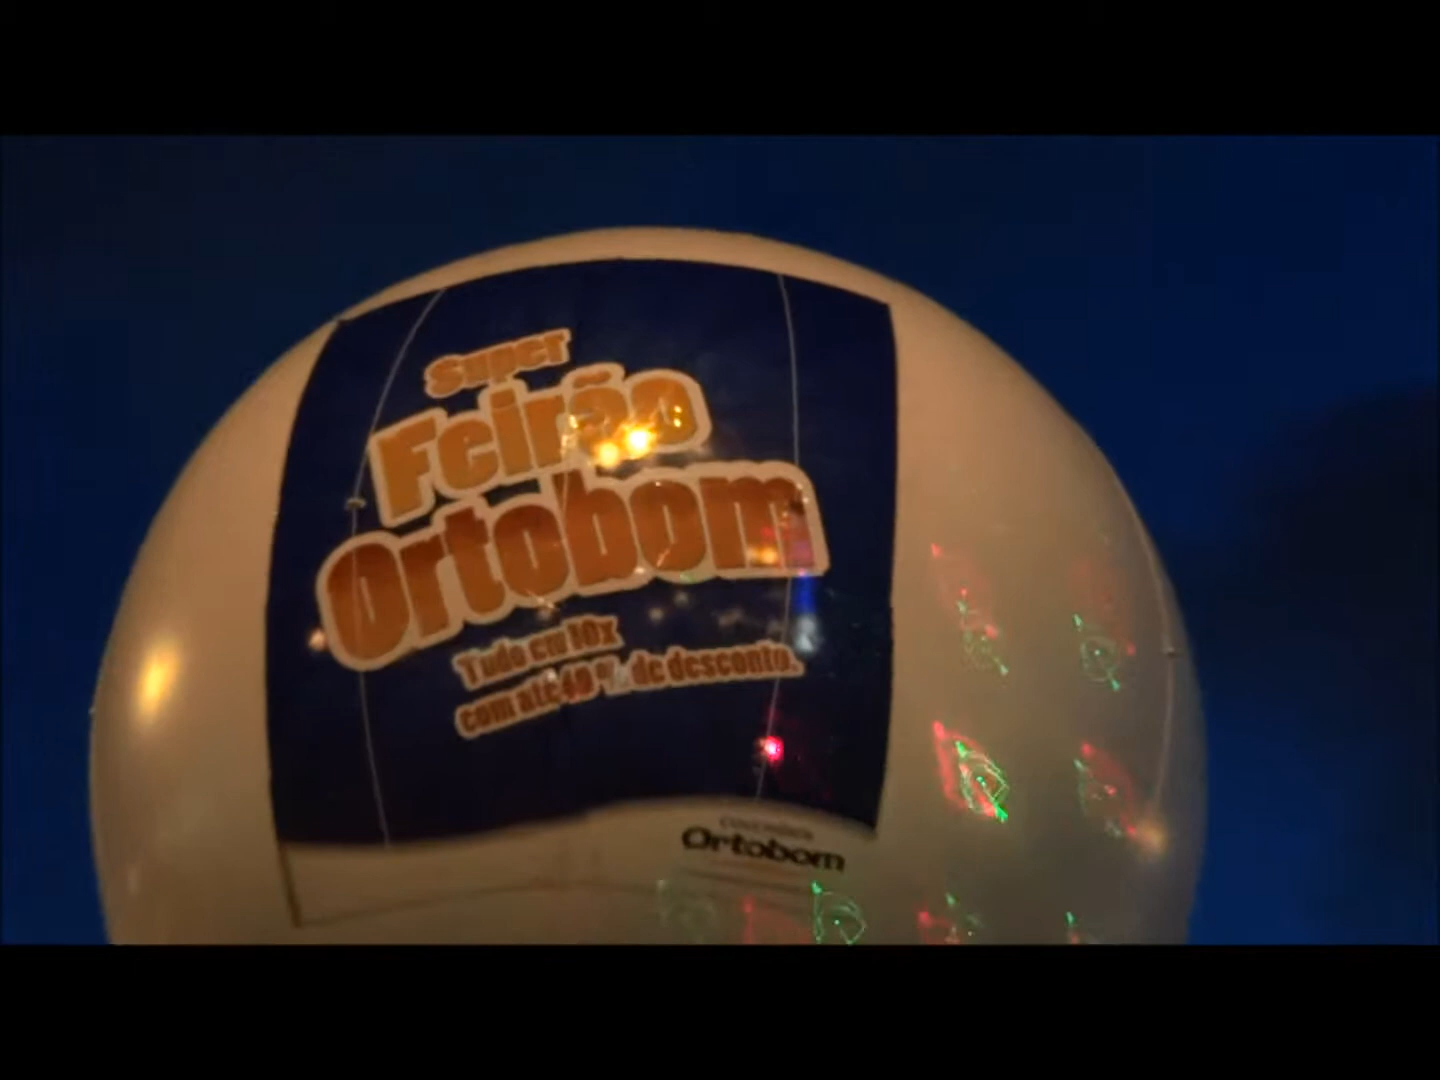 Super
Feirão
Ortobom
Tudo em 10x
com até 40% de desconto.
Ortobom